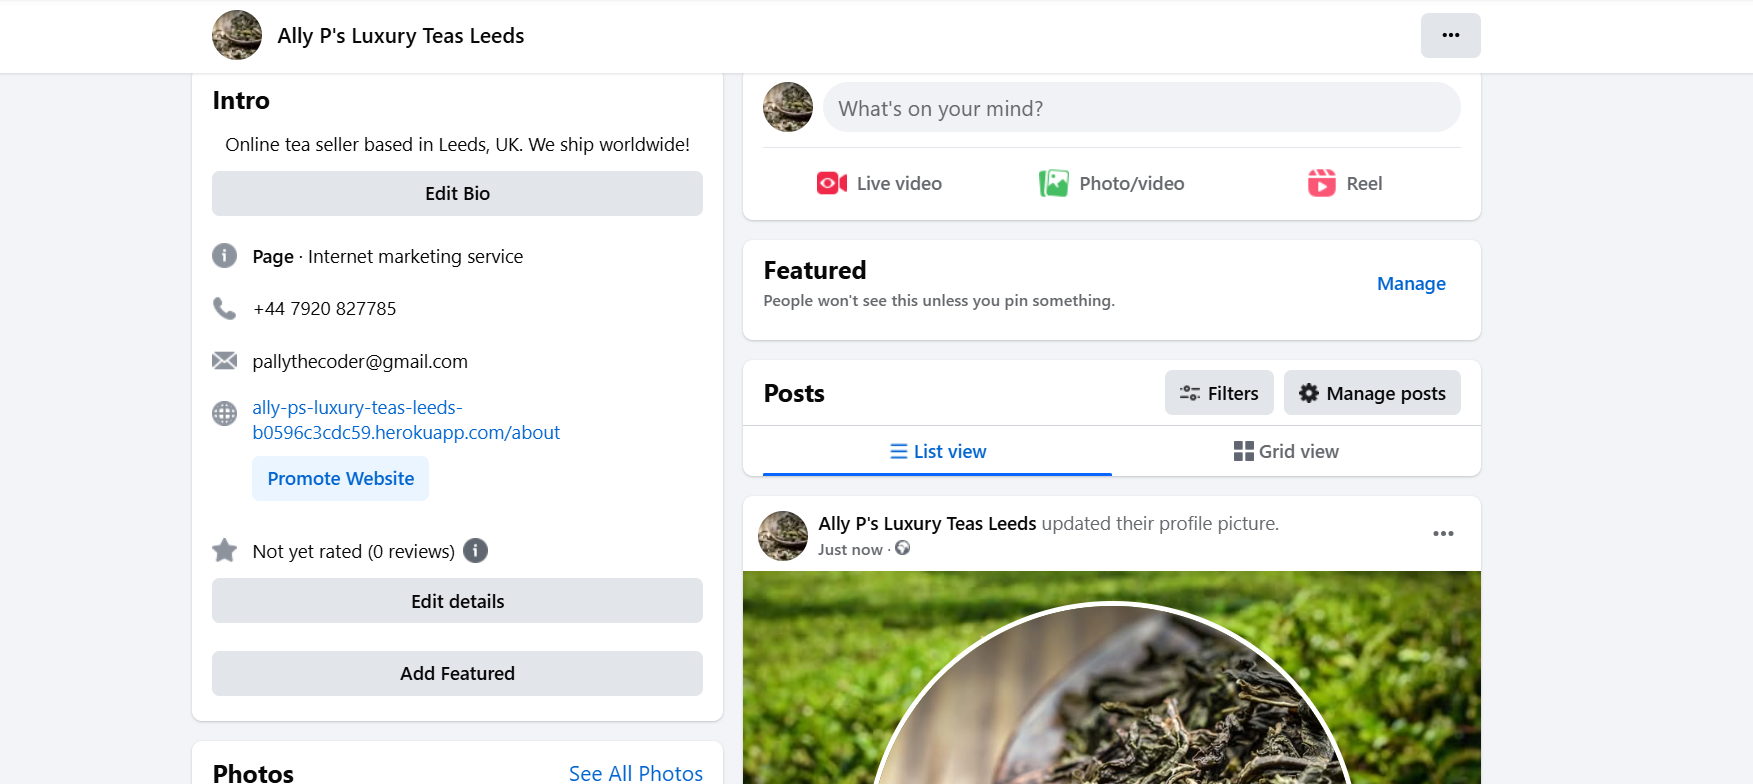 Ally P's Luxury Teas Leeds
Intro
Online tea seller based in Leeds, UK. We ship worldwide!
Edit Bio
Page · Internet marketing service
+44 7920 827785
pallythecoder@gmail.com
ally-ps-luxury-teas-leeds-
b0596c3cdc59.herokuapp.com/about
Promote Website
Not yet rated (0 reviews)
Edit details
Add Featured
Photos
See All Photos
What's on your mind?
Live video
Photo/video
Reel
Featured
Manage
People won't see this unless you pin something.
Posts
Filters
Manage posts
List view
Grid view
Ally P's Luxury Teas Leeds updated their profile picture.
Just now ·